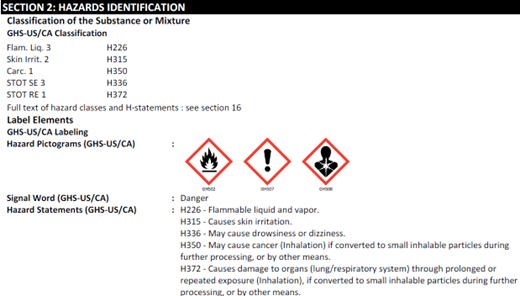 SECTION 2: HAZARDS IDENTIFICATION
Classification of the Substance or Mixture
GHS-US/CA Classification
Flam. Liq. 3 H226
Skin Irrit. 2 H315
Carc. 1 H350
STOT SE 3 H336
STOT RE 1 H372
Full text of hazard classes and H-statements : see section 16
Label Elements
GHS-US/CA Labeling
Hazard Pictograms (GHS-US/CA) :
GHS02 GHS07 GHS08
Signal Word (GHS-US/CA) : Danger
Hazard Statements (GHS-US/CA) : H226 - Flammable liquid and vapor.
H315 - Causes skin irritation.
H336 - May cause drowsiness or dizziness.
H350 - May cause cancer (Inhalation) if converted to small inhalable particles during
further processing, or by other means.
H372 - Causes damage to organs (lung/respiratory system) through prolonged or
repeated exposure (Inhalation), if converted to small inhalable particles during further
processing, or by other means.